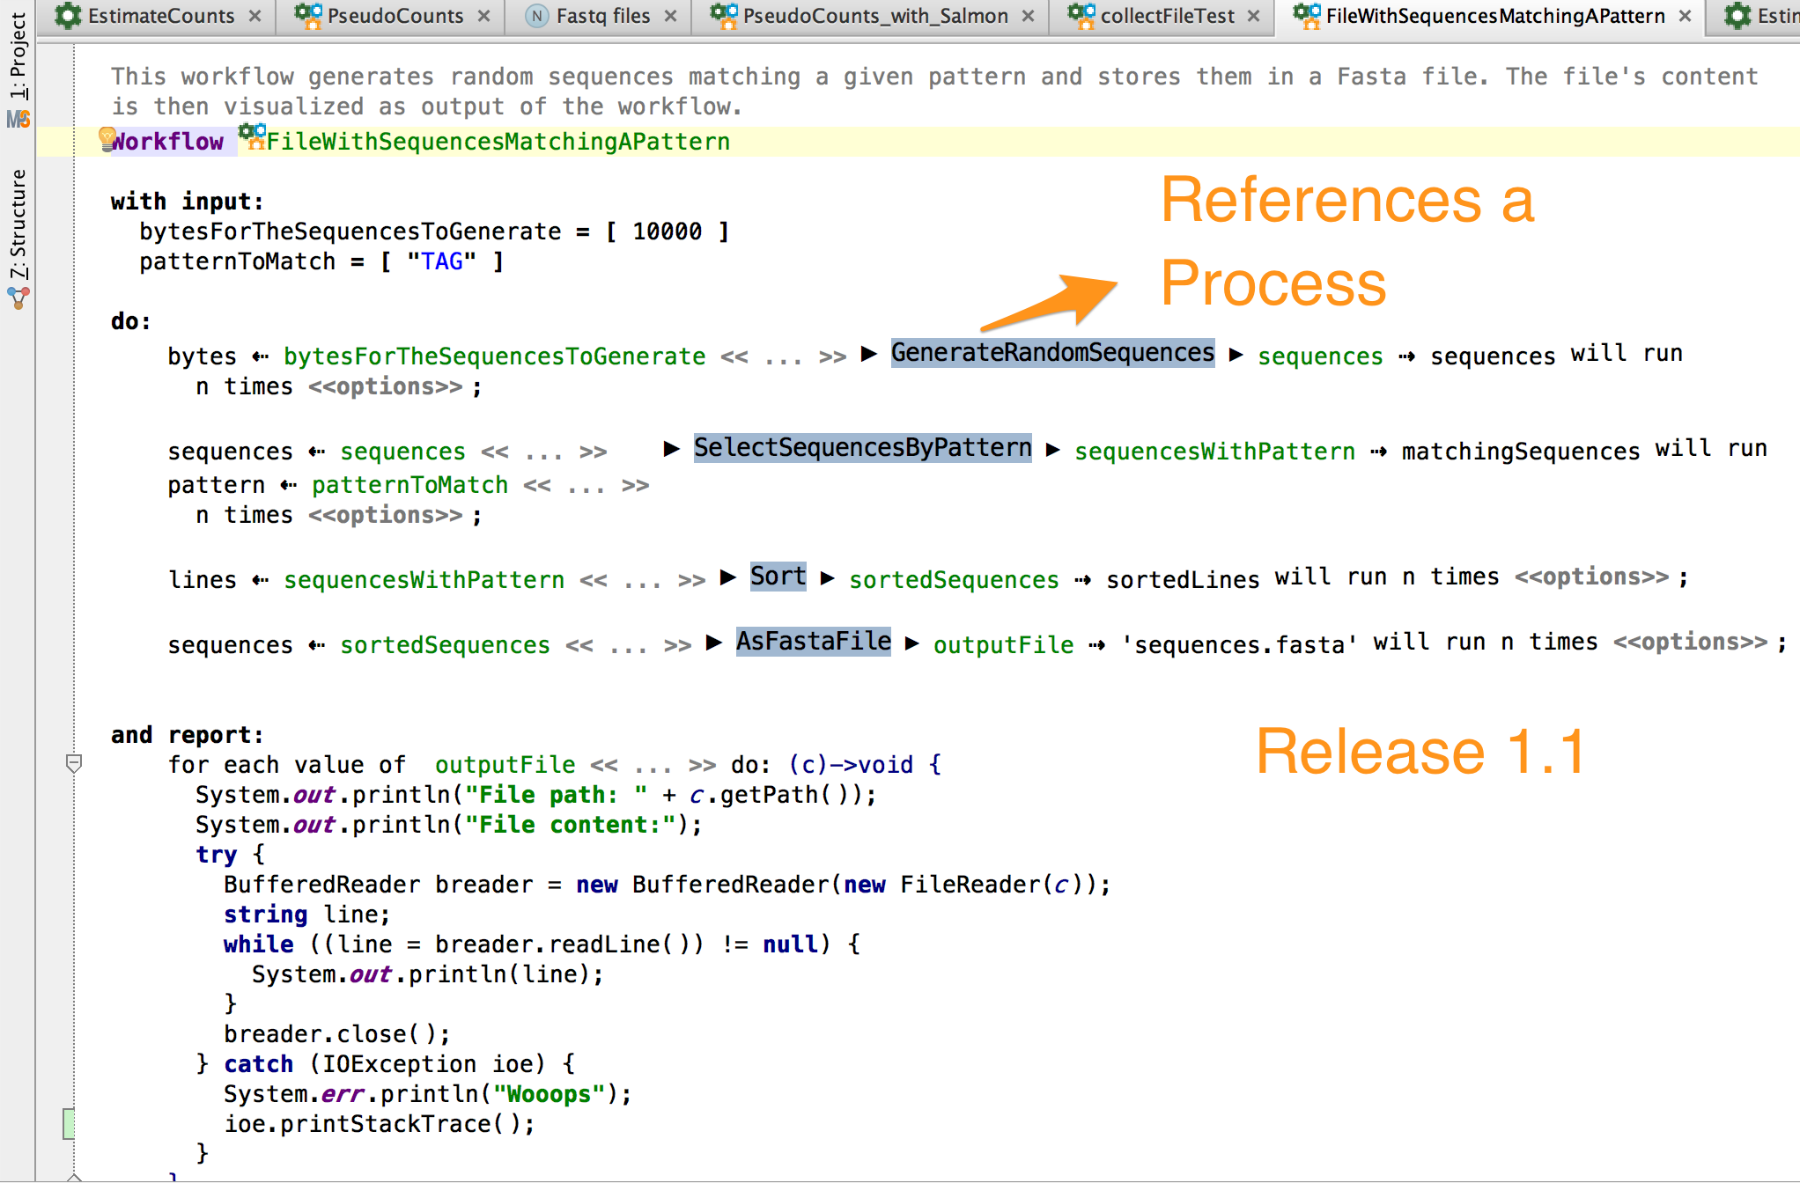 EstimateCounts × PseudoCounts × N Fastq files × PseudoCounts_with_Salmon × collectFileTest × FileWithSequencesMatchingAPattern × Estin
1: Project
MS
7: Structure
This workflow generates random sequences matching a given pattern and stores them in a Fasta file. The file's content
is then visualized as output of the workflow.
Workflow FileWithSequencesMatchingAPattern
with input:
bytesForTheSequencesToGenerate = [ 10000 ]
patternToMatch = [ "TAG" ]
References a
Process
do:
bytes ⇠ bytesForTheSequencesToGenerate << ... >> ▶ GenerateRandomSequences ▶ sequences ⇢ sequences will run
n times <<options>> ;
sequences ⇠ sequences << ... >> ▶ SelectSequencesByPattern ▶ sequencesWithPattern ⇢ matchingSequences will run
pattern ⇠ patternToMatch << ... >>
n times <<options>> ;
lines ⇠ sequencesWithPattern << ... >> ▶ Sort ▶ sortedSequences ⇢ sortedLines will run n times <<options>> ;
sequences ⇠ sortedSequences << ... >> ▶ AsFastaFile ▶ outputFile ⇢ 'sequences.fasta' will run n times <<options>> ;
and report:
Release 1.1
for each value of outputFile << ... >> do: (c)->void {
System.out.println("File path: " + c.getPath());
System.out.println("File content:");
try {
BufferedReader breader = new BufferedReader(new FileReader(c));
string line;
while ((line = breader.readLine()) != null) {
System.out.println(line);
}
breader.close();
} catch (IOException ioe) {
System.err.println("Wooops");
ioe.printStackTrace();
}
}